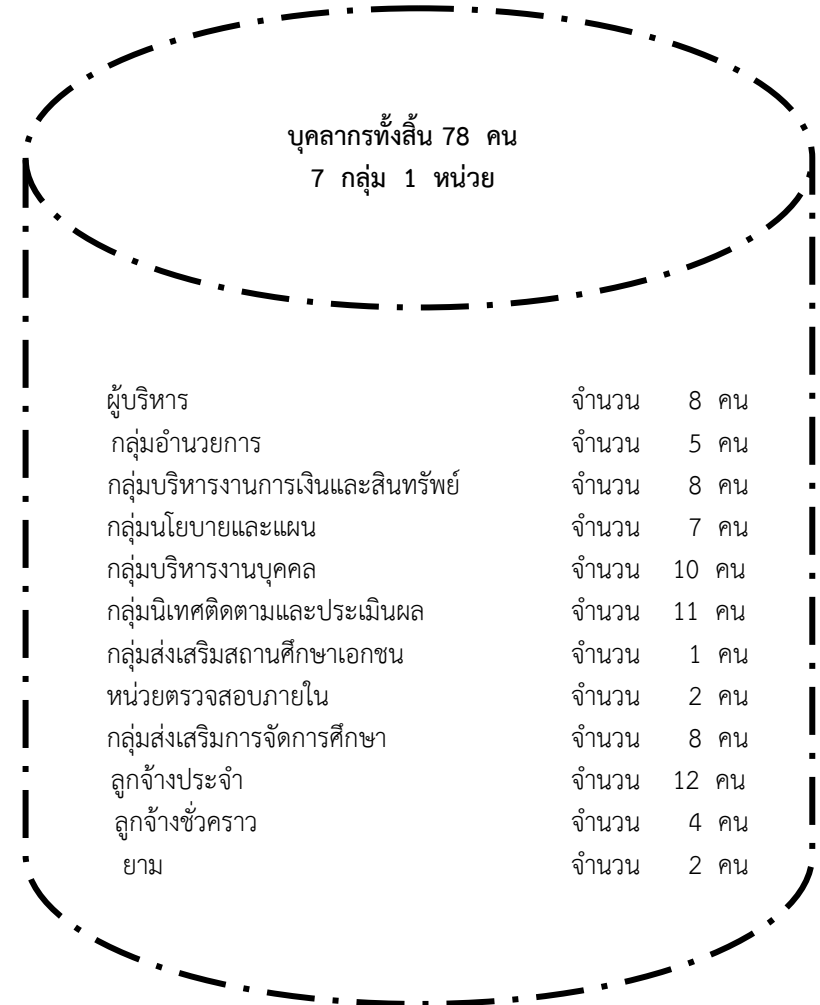 บุคลากรทั้งสิ้น 78 คน
7 กลุ่ม 1 หน่วย
ผู้บริหาร จำนวน 8 คน
กลุ่มอำนวยการ จำนวน 5 คน
กลุ่มบริหารงานการเงินและสินทรัพย์ จำนวน 8 คน
กลุ่มนโยบายและแผน จำนวน 7 คน
กลุ่มบริหารงานบุคคล จำนวน 10 คน
กลุ่มนิเทศติดตามและประเมินผล จำนวน 11 คน
กลุ่มส่งเสริมสถานศึกษาเอกชน จำนวน 1 คน
หน่วยตรวจสอบภายใน จำนวน 2 คน
กลุ่มส่งเสริมการจัดการศึกษา จำนวน 8 คน
ลูกจ้างประจำ จำนวน 12 คน
ลูกจ้างชั่วคราว จำนวน 4 คน
ยาม จำนวน 2 คน